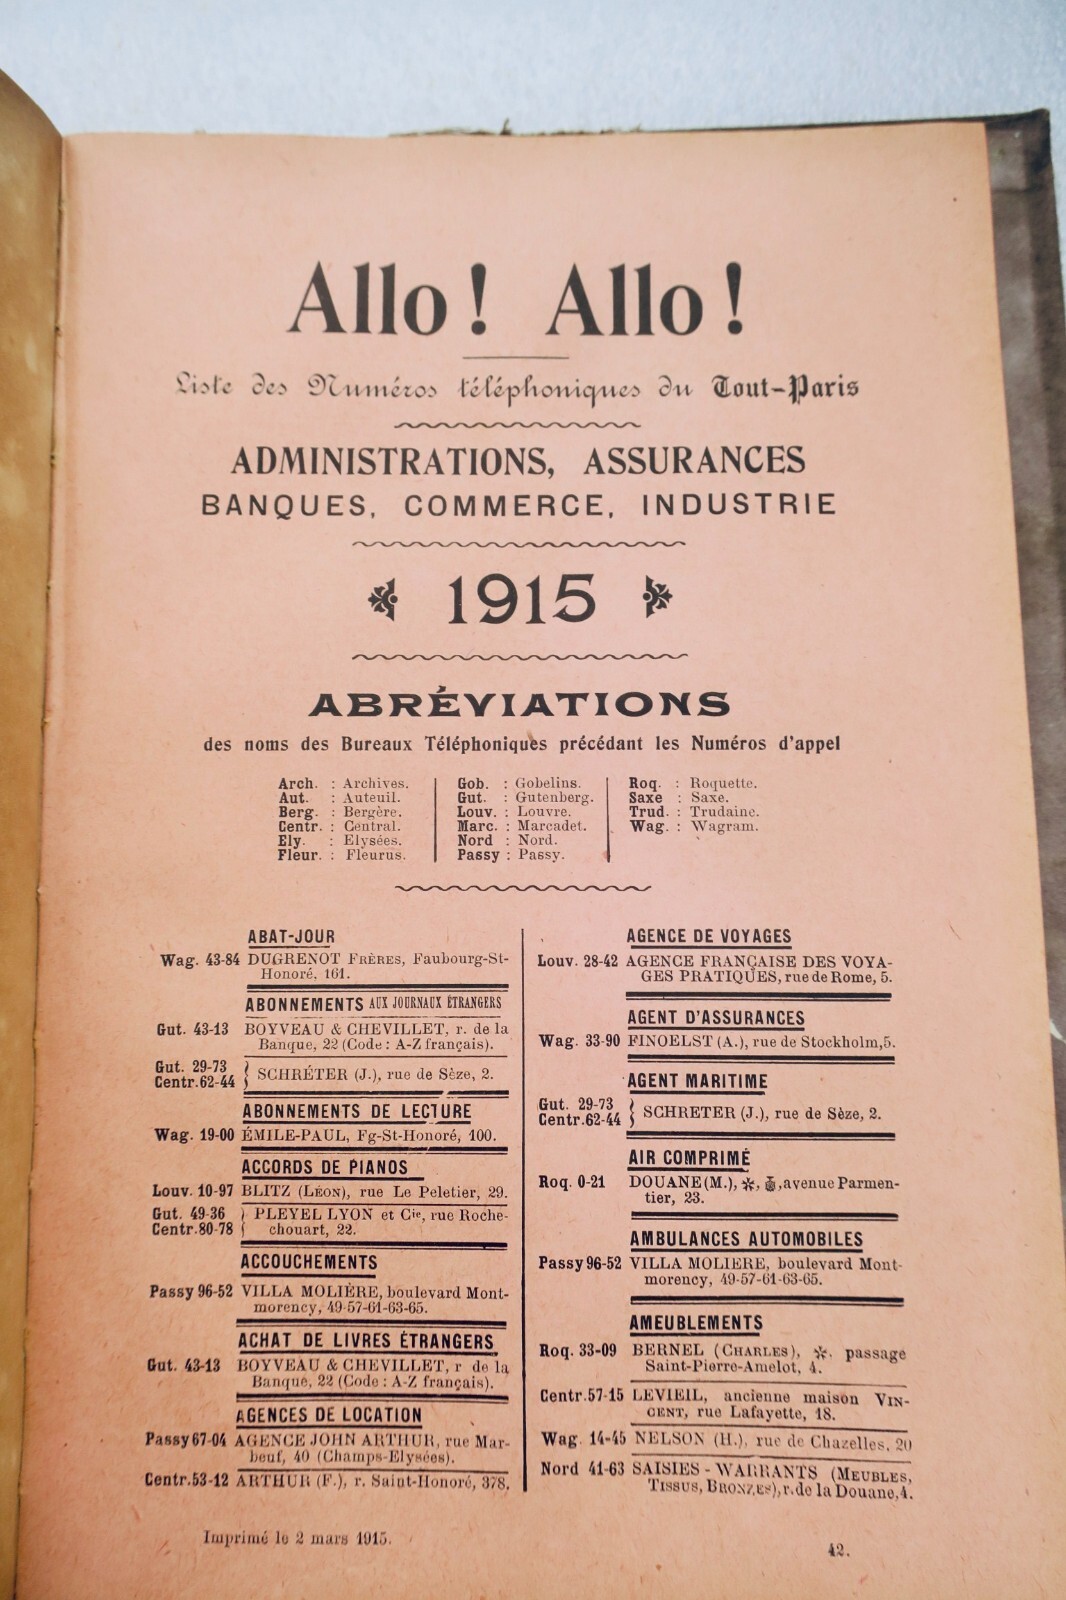 Allo ! Allo !
Liste des Numéros téléphoniques du Tout-Paris
ADMINISTRATIONS, ASSURANCES
BANQUES, COMMERCE, INDUSTRIE
1915
ABRÉVIATIONS
des noms des Bureaux Téléphoniques précédant les Numéros d'appel
Arch. : Archives.
Aut. : Auteuil.
Berg. : Bergère.
Centr. : Central.
Ely. : Elysées.
Fleur. : Fleurus.
Gob. : Gobelins.
Gut. : Gutenberg.
Louv. : Louvre.
Marc. : Marcadet.
Nord : Nord.
Passy : Passy.
Roq. : Roquette.
Saxe : Saxe.
Trud. : Trudaine.
Wag. : Wagram.
ABAT-JOUR
Wag. 43-84 DUGRENOT FRÈRES, Faubourg-St-
Honoré, 161.
ABONNEMENTS AUX JOURNAUX ÉTRANGERS
Gut. 43-13 BOYVEAU & CHEVILLET, r. de la
Banque, 22 (Code : A-Z français).
Gut. 29-73
Centr. 62-44 } SCHRÉTER (J.), rue de Sèze, 2.
ABONNEMENTS DE LECTURE
Wag. 19-00 ÉMILE-PAUL, Fg-St-Honoré, 100.
ACCORDS DE PIANOS
Louv. 10-97 BLITZ (LÉON), rue Le Peletier, 29.
Gut. 49-36 } PLEYEL LYON et Cie, rue Roche-
Centr. 80-78 { chouart, 22.
ACCOUCHEMENTS
Passy 96-52 VILLA MOLIÈRE, boulevard Mont-
morency, 49-57-61-63-65.
ACHAT DE LIVRES ÉTRANGERS
Gut. 43-13 BOYVEAU & CHEVILLET, r de la
Banque, 22 (Code : A-Z français).
AGENCES DE LOCATION
Passy 67-04 AGENCE JOHN ARTHUR, rue Mar-
beuf, 40 (Champs-Elysées).
Centr. 53-12 ARTHUR (F.), r. Saint-Honoré, 378.
AGENCE DE VOYAGES
Louv. 28-42 AGENCE FRANÇAISE DES VOYA-
GES PRATIQUES, rue de Rome, 5.
AGENT D'ASSURANCES
Wag. 33-90 FINOELST (A.), rue de Stockholm, 5.
AGENT MARITIME
Gut. 29-73
Centr. 62-44 } SCHRETER (J.), rue de Sèze, 2.
AIR COMPRIMÉ
Roq. 0-21 DOUANE (M.), ✻, avenue Parmen-
tier, 23.
AMBULANCES AUTOMOBILES
Passy 96-52 VILLA MOLIERE, boulevard Mont-
morency, 49-57-61-63-65.
AMEUBLEMENTS
Roq. 33-09 BERNEL (CHARLES), ✻. passage
Saint-Pierre-Amelot, 4.
Centr. 57-15 LEVIEIL, ancienne maison VIN-
CENT, rue Lafayette, 18.
Wag. 14-45 NELSON (H.), rue de Chazelles, 20
Nord 41-63 SAISIES-WARRANTS (MEUBLES,
TISSUS, BRONZES), r. de la Douane, 4.
Imprimé le 2 mars 1915.
42.